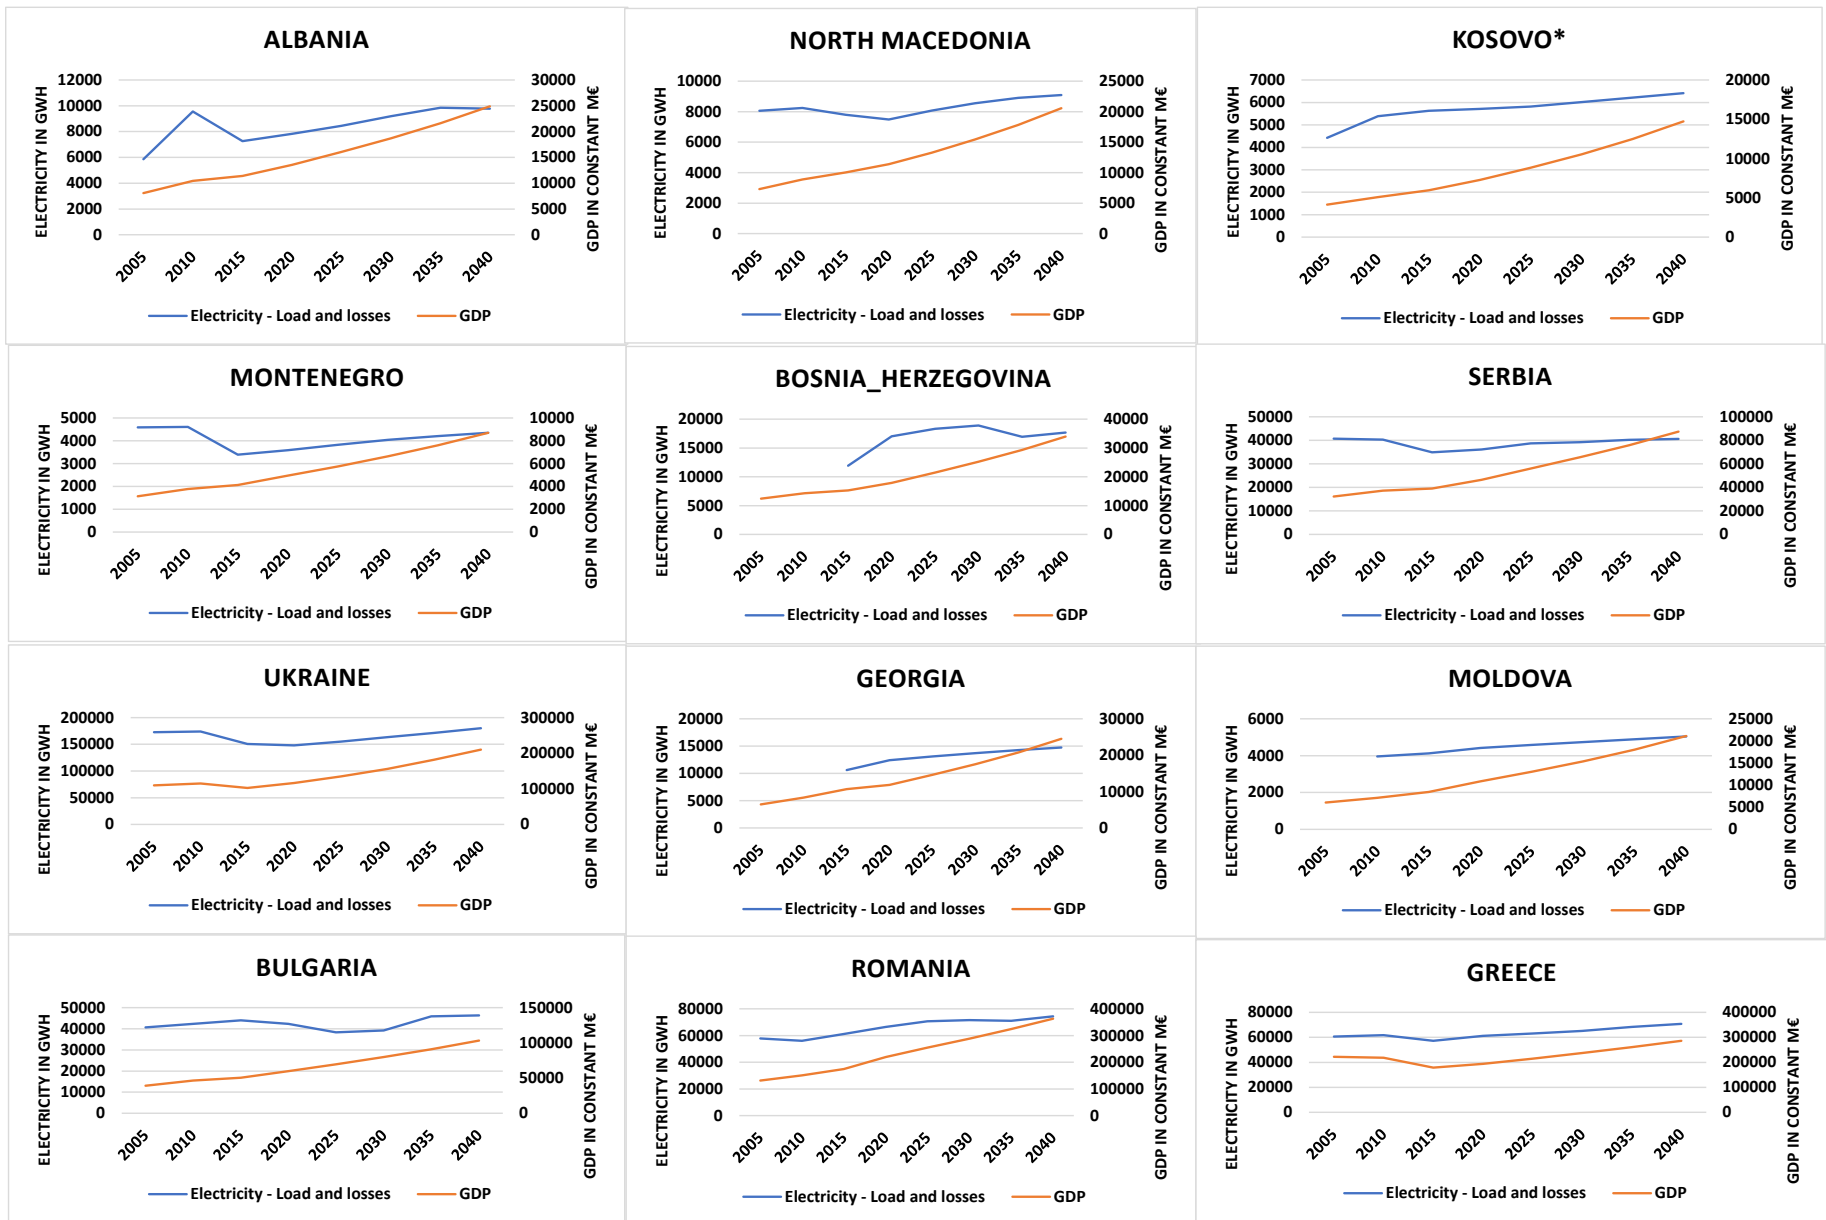 ALBANIA
ELECTRICITY IN GWH
12000
10000
8000
6000
4000
2000
0
30000
25000
20000
15000
10000
5000
0
GDP IN CONSTANT M€
2005 2010 2015 2020 2025 2030 2035 2040
Electricity - Load and losses GDP
NORTH MACEDONIA
ELECTRICITY IN GWH
10000
8000
6000
4000
2000
0
25000
20000
15000
10000
5000
0
GDP IN CONSTANT M€
2005 2010 2015 2020 2025 2030 2035 2040
Electricity - Load and losses GDP
KOSOVO*
ELECTRICITY IN GWH
7000
6000
5000
4000
3000
2000
1000
0
20000
15000
10000
5000
0
GDP IN CONSTANT M€
2005 2010 2015 2020 2025 2030 2035 2040
Electricity - Load and losses GDP
MONTENEGRO
ELECTRICITY IN GWH
5000
4000
3000
2000
1000
0
10000
8000
6000
4000
2000
0
GDP IN CONSTANT M€
2005 2010 2015 2020 2025 2030 2035 2040
Electricity - Load and losses GDP
BOSNIA_HERZEGOVINA
ELECTRICITY IN GWH
20000
15000
10000
5000
0
40000
30000
20000
10000
0
GDP IN CONSTANT M€
2005 2010 2015 2020 2025 2030 2035 2040
Electricity - Load and losses GDP
SERBIA
ELECTRICITY IN GWH
50000
40000
30000
20000
10000
0
100000
80000
60000
40000
20000
0
GDP IN CONSTANT M€
2005 2010 2015 2020 2025 2030 2035 2040
Electricity - Load and losses GDP
UKRAINE
ELECTRICITY IN GWH
200000
150000
100000
50000
0
300000
200000
100000
0
GDP IN CONSTANT M€
2005 2010 2015 2020 2025 2030 2035 2040
Electricity - Load and losses GDP
GEORGIA
ELECTRICITY IN GWH
20000
15000
10000
5000
0
30000
20000
10000
0
GDP IN CONSTANT M€
2005 2010 2015 2020 2025 2030 2035 2040
Electricity - Load and losses GDP
MOLDOVA
ELECTRICITY IN GWH
6000
4000
2000
0
25000
20000
15000
10000
5000
0
GDP IN CONSTANT M€
2005 2010 2015 2020 2025 2030 2035 2040
Electricity - Load and losses GDP
BULGARIA
ELECTRICITY IN GWH
50000
40000
30000
20000
10000
0
150000
100000
50000
0
GDP IN CONSTANT M€
2005 2010 2015 2020 2025 2030 2035 2040
Electricity - Load and losses GDP
ROMANIA
ELECTRICITY IN GWH
80000
60000
40000
20000
0
400000
300000
200000
100000
0
GDP IN CONSTANT M€
2005 2010 2015 2020 2025 2030 2035 2040
Electricity - Load and losses GDP
GREECE
ELECTRICITY IN GWH
80000
60000
40000
20000
0
400000
300000
200000
100000
0
GDP IN CONSTANT M€
2005 2010 2015 2020 2025 2030 2035 2040
Electricity - Load and losses GDP